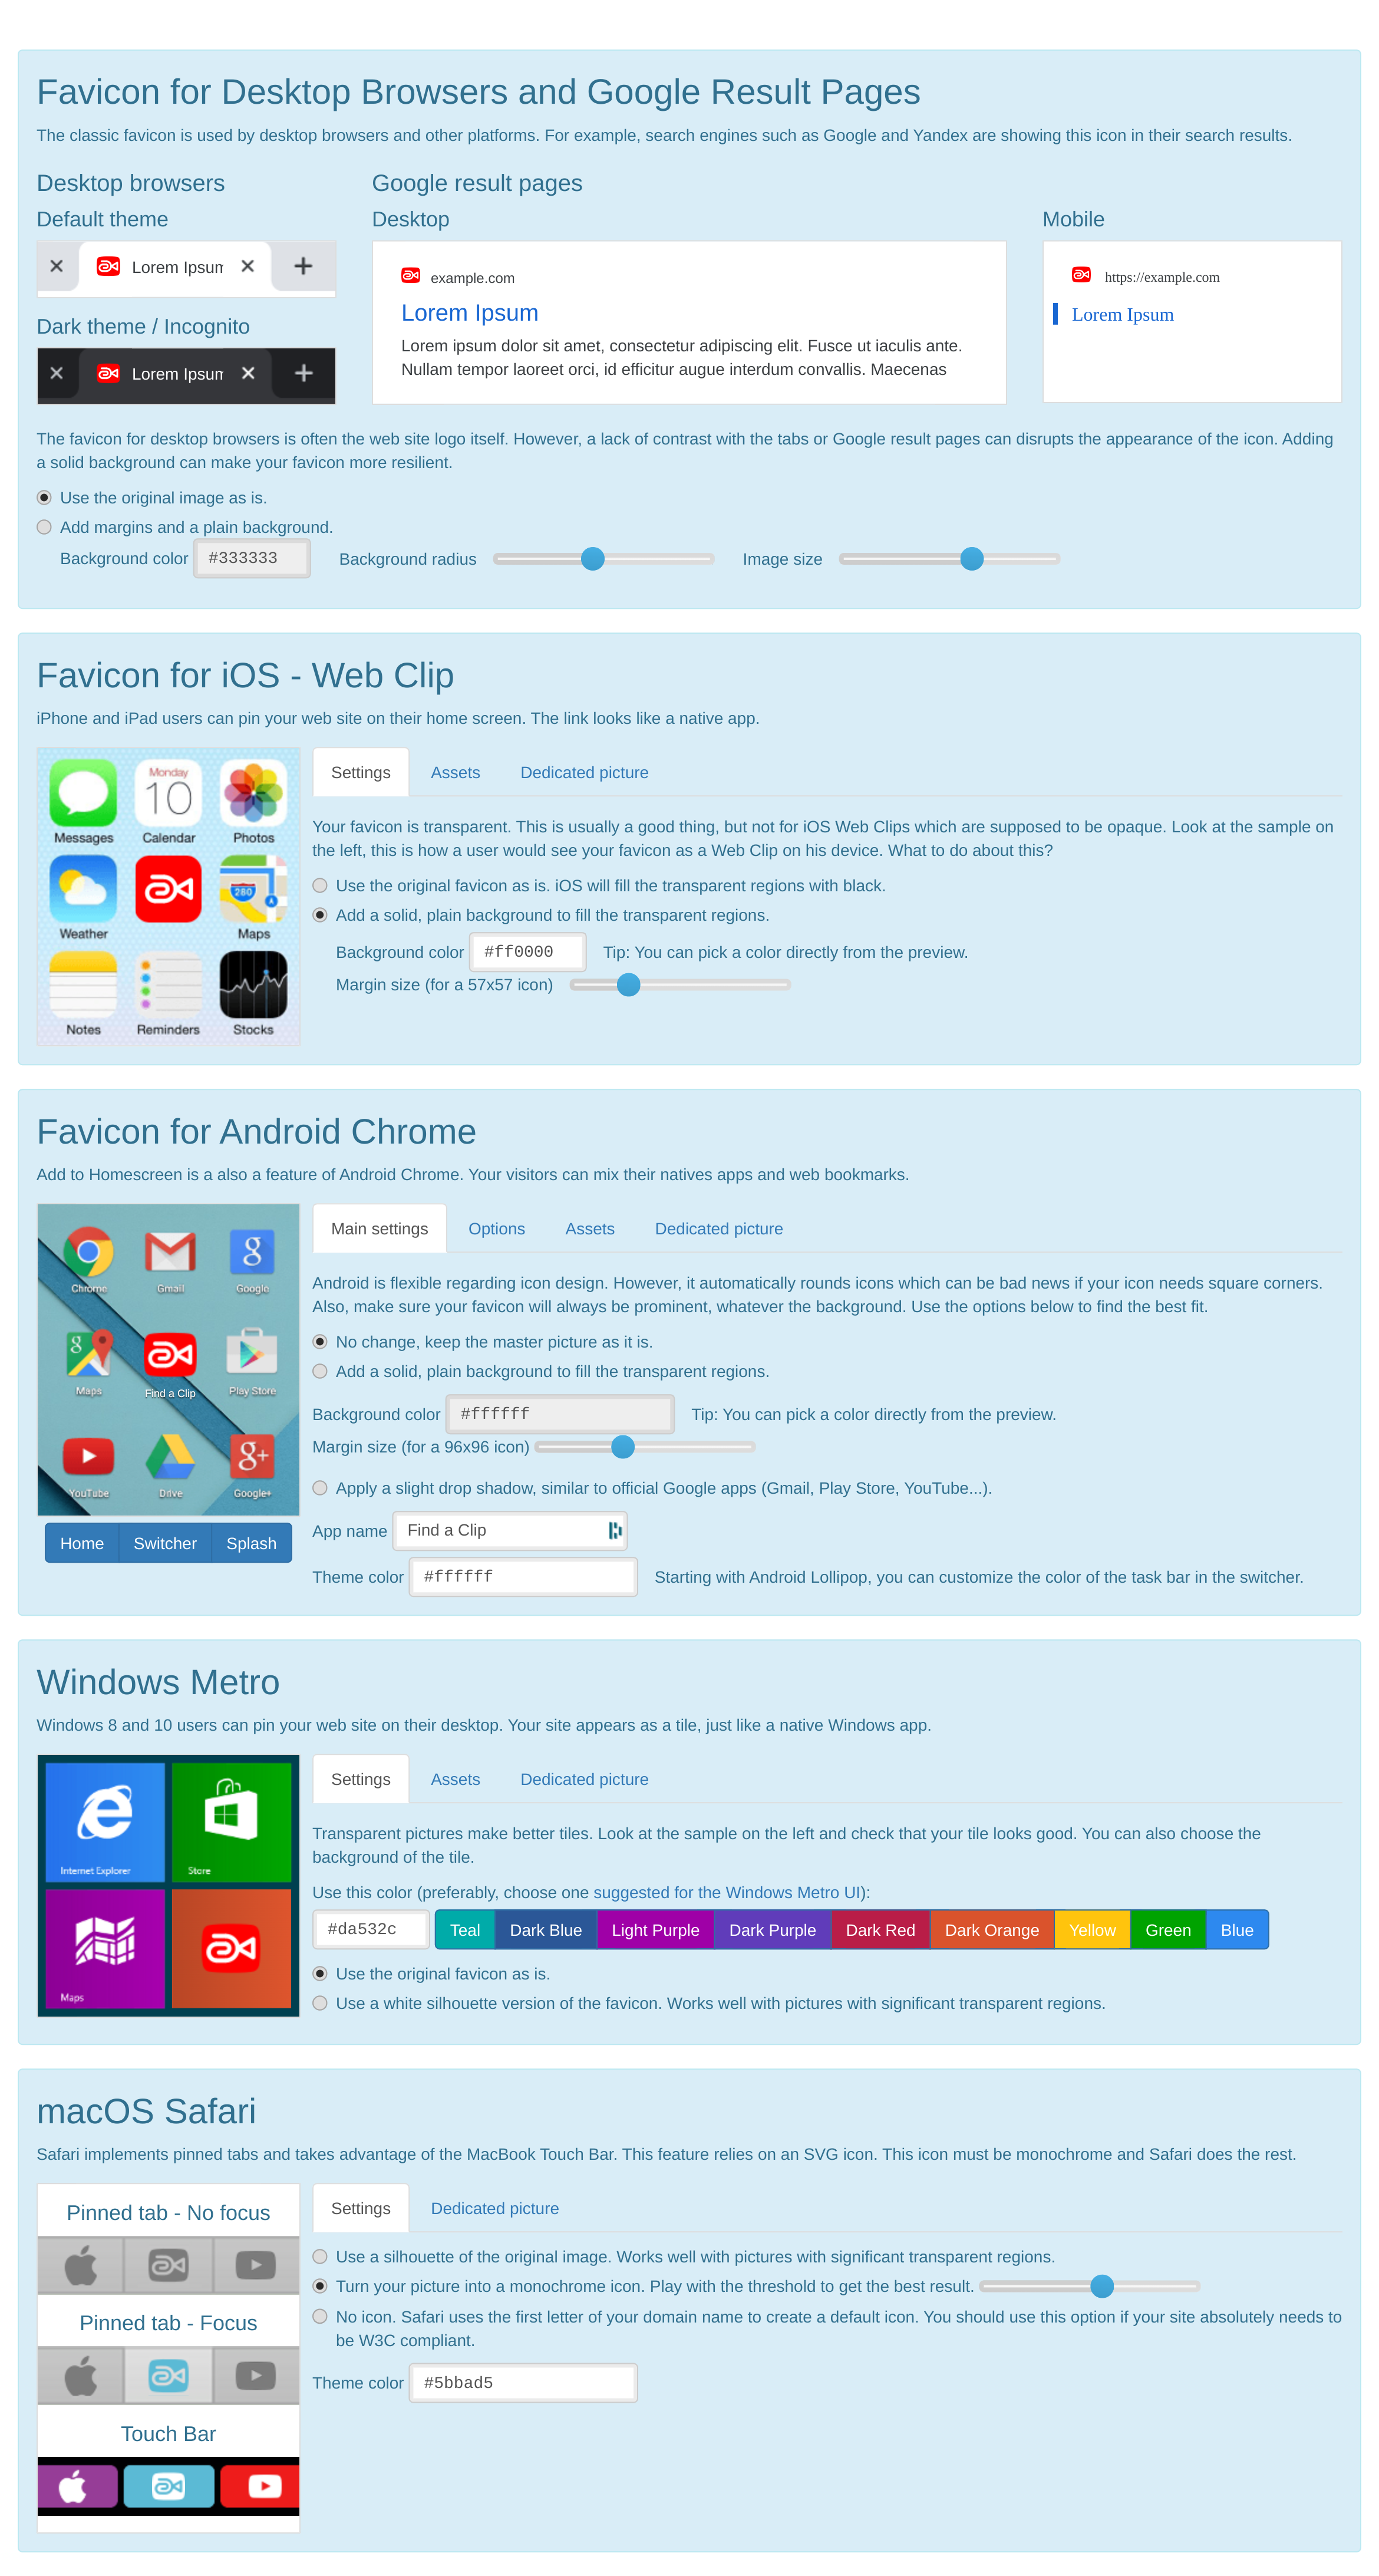 Favicon for Desktop Browsers and Google Result Pages
The classic favicon is used by desktop browsers and other platforms. For example, search engines such as Google and Yandex are showing this icon in their search results.
Desktop browsers
Default theme
Lorem Ipsum
Dark theme / Incognito
Lorem Ipsum
Google result pages
Desktop
example.com
Lorem Ipsum
Lorem ipsum dolor sit amet, consectetur adipiscing elit. Fusce ut iaculis ante.
Nullam tempor laoreet orci, id efficitur augue interdum convallis. Maecenas
Mobile
https://example.com
Lorem Ipsum
The favicon for desktop browsers is often the web site logo itself. However, a lack of contrast with the tabs or Google result pages can disrupts the appearance of the icon. Adding
a solid background can make your favicon more resilient.
Use the original image as is.
Add margins and a plain background.
Background color #333333 Background radius Image size
Favicon for iOS - Web Clip
iPhone and iPad users can pin your web site on their home screen. The link looks like a native app.
Monday
10
Messages Calendar Photos
280
Weather Maps
Notes Reminders Stocks
Settings Assets Dedicated picture
Your favicon is transparent. This is usually a good thing, but not for iOS Web Clips which are supposed to be opaque. Look at the sample on
the left, this is how a user would see your favicon as a Web Clip on his device. What to do about this?
Use the original favicon as is. iOS will fill the transparent regions with black.
Add a solid, plain background to fill the transparent regions.
Background color #ff0000 Tip: You can pick a color directly from the preview.
Margin size (for a 57x57 icon)
Favicon for Android Chrome
Add to Homescreen is a also a feature of Android Chrome. Your visitors can mix their natives apps and web bookmarks.
Chrome Gmail Google
Maps Find a Clip Play Store
YouTube Drive Google+
Home Switcher Splash
Main settings Options Assets Dedicated picture
Android is flexible regarding icon design. However, it automatically rounds icons which can be bad news if your icon needs square corners.
Also, make sure your favicon will always be prominent, whatever the background. Use the options below to find the best fit.
No change, keep the master picture as it is.
Add a solid, plain background to fill the transparent regions.
Background color #ffffff Tip: You can pick a color directly from the preview.
Margin size (for a 96x96 icon)
Apply a slight drop shadow, similar to official Google apps (Gmail, Play Store, YouTube...).
App name Find a Clip
Theme color #ffffff Starting with Android Lollipop, you can customize the color of the task bar in the switcher.
Windows Metro
Windows 8 and 10 users can pin your web site on their desktop. Your site appears as a tile, just like a native Windows app.
Internet Explorer Store
Maps
Settings Assets Dedicated picture
Transparent pictures make better tiles. Look at the sample on the left and check that your tile looks good. You can also choose the
background of the tile.
Use this color (preferably, choose one suggested for the Windows Metro UI):
#da532c Teal Dark Blue Light Purple Dark Purple Dark Red Dark Orange Yellow Green Blue
Use the original favicon as is.
Use a white silhouette version of the favicon. Works well with pictures with significant transparent regions.
macOS Safari
Safari implements pinned tabs and takes advantage of the MacBook Touch Bar. This feature relies on an SVG icon. This icon must be monochrome and Safari does the rest.
Pinned tab - No focus
Pinned tab - Focus
Touch Bar
Settings Dedicated picture
Use a silhouette of the original image. Works well with pictures with significant transparent regions.
Turn your picture into a monochrome icon. Play with the threshold to get the best result.
No icon. Safari uses the first letter of your domain name to create a default icon. You should use this option if your site absolutely needs to
be W3C compliant.
Theme color #5bbad5